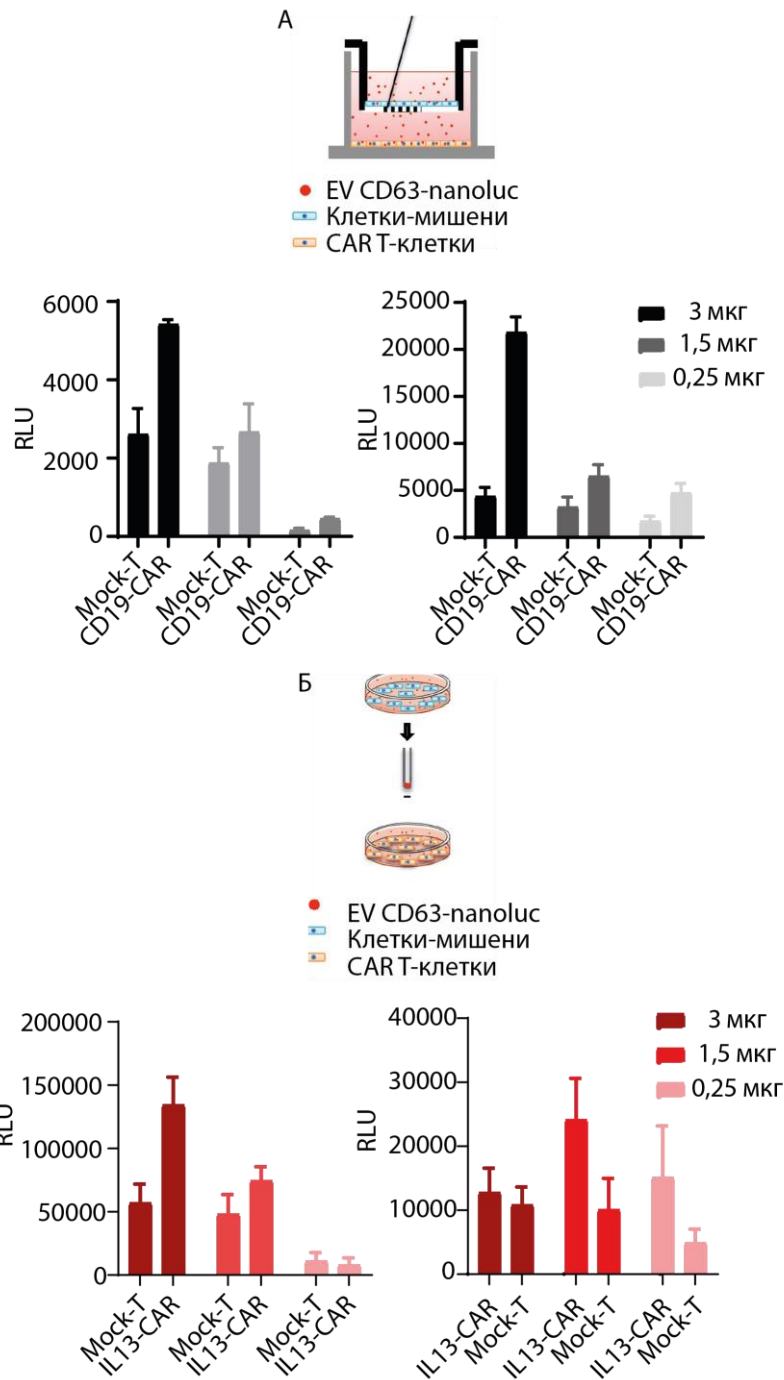 А
EV CD63-nanoluc
Клетки-мишени
CAR T-клетки
6000
4000
2000
0
RLU
Mock-T
CD19-CAR
Mock-T
CD19-CAR
Mock-T
CD19-CAR
25000
20000
15000
10000
5000
0
RLU
Mock-T
CD19-CAR
Mock-T
CD19-CAR
Mock-T
CD19-CAR
3 мкг
1,5 мкг
0,25 мкг
Б
EV CD63-nanoluc
Клетки-мишени
CAR T-клетки
200000
150000
100000
50000
0
RLU
Mock-T
IL13-CAR
Mock-T
IL13-CAR
Mock-T
IL13-CAR
40000
30000
20000
10000
0
RLU
IL13-CAR
Mock-T
IL13-CAR
Mock-T
IL13-CAR
Mock-T
3 мкг
1,5 мкг
0,25 мкг